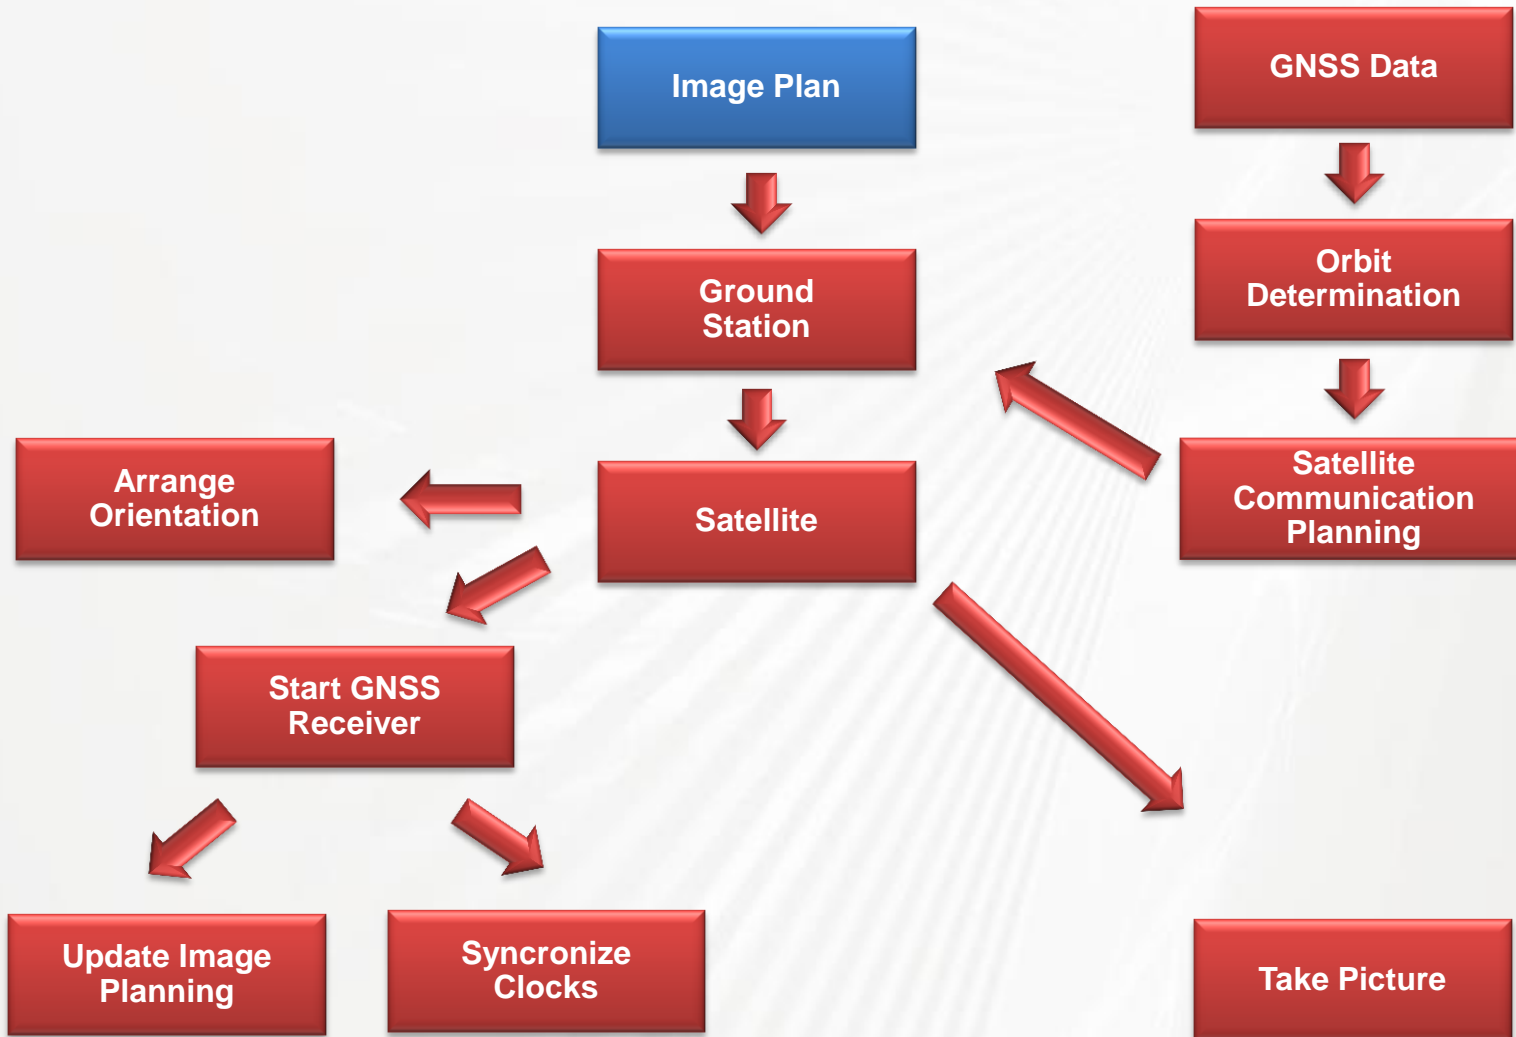 Image Plan
GNSS Data
Ground
Station
Orbit
Determination
Arrange
Orientation
Satellite
Satellite
Communication
Planning
Start GNSS
Receiver
Update Image
Planning
Syncronize
Clocks
Take Picture